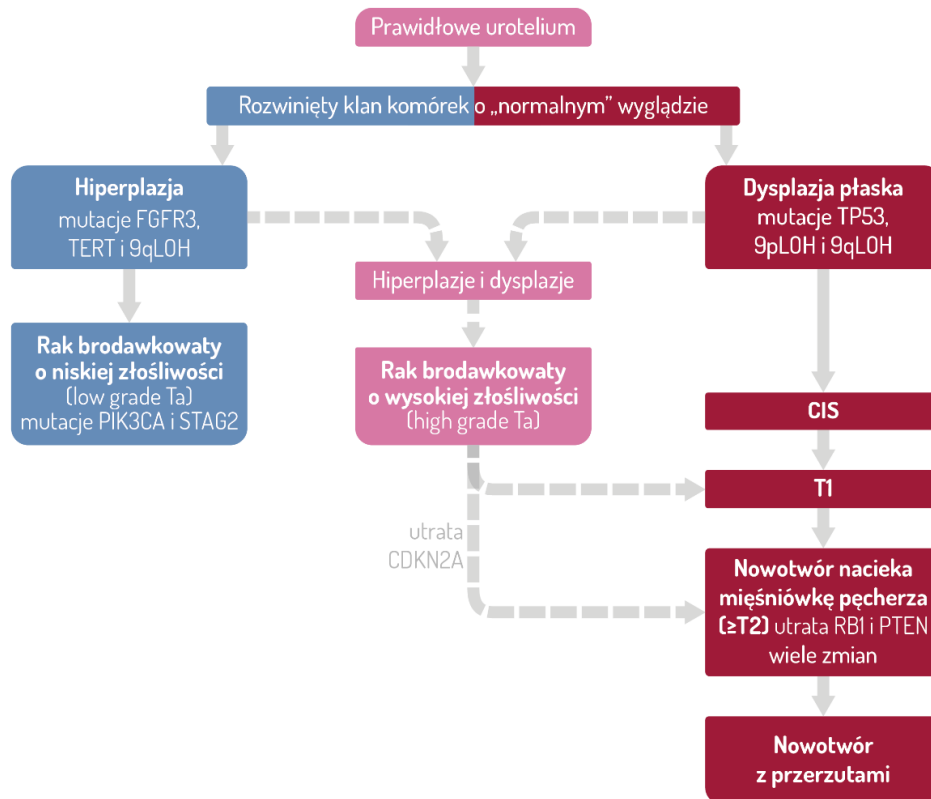 Prawidłowe urotelium
Rozwinięty klan komórek o „normalnym” wyglądzie
Hiperplazja
mutacje FGFR3,
TERT i 9qLOH
Dysplazja płaska
mutacje TP53,
9pLOH i 9qLOH
Hiperplazje i dysplazje
Rak brodawkowaty
o niskiej złośliwości
(low grade Ta)
mutacje PIK3CA i STAG2
Rak brodawkowaty
o wysokiej złośliwości
(high grade Ta)
CIS
T1
utrata
CDKN2A
Nowotwór nacieka
mięśniówkę pęcherza
(≥T2) utrata RB1 i PTEN
wiele zmian
Nowotwór
z przerzutami